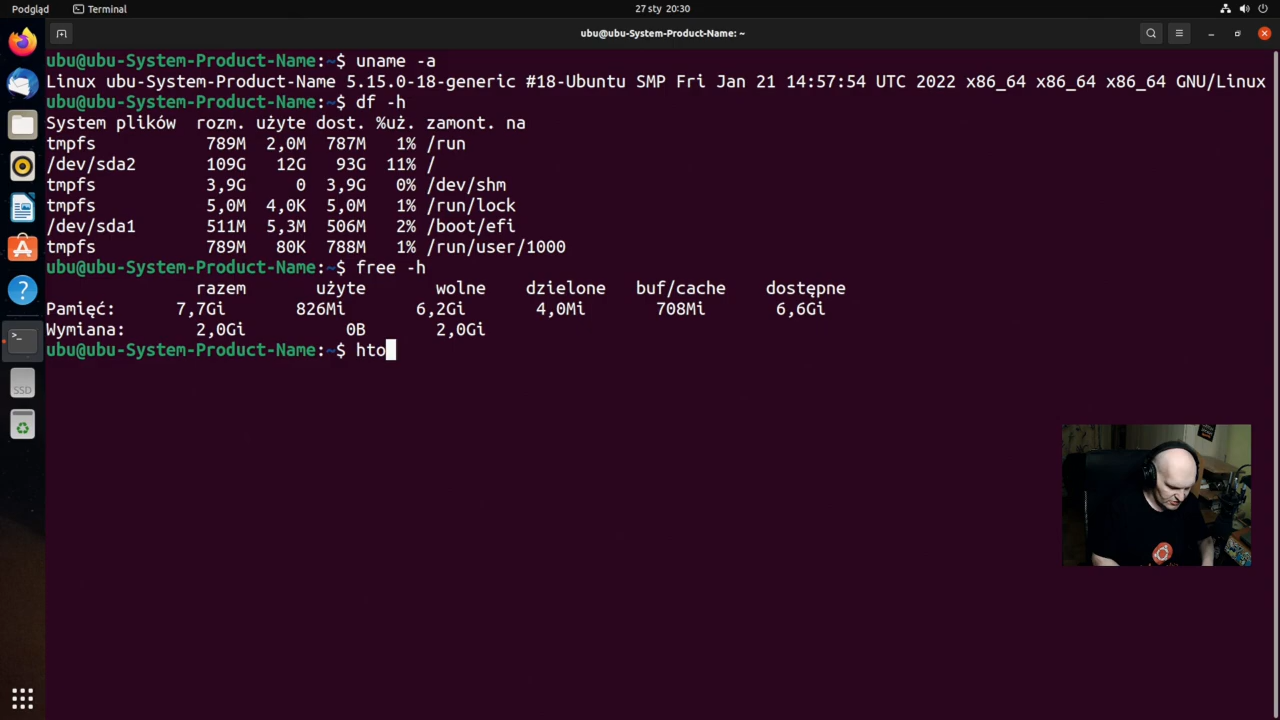 Podgląd
Terminal
27 sty 20:30
ubu@ubu-System-Product-Name: ~
ubu@ubu-System-Product-Name:~$ uname -a
Linux ubu-System-Product-Name 5.15.0-18-generic #18-Ubuntu SMP Fri Jan 21 14:57:54 UTC 2022 x86_64 x86_64 x86_64 GNU/Linux
ubu@ubu-System-Product-Name:~$ df -h
System plików rozm. użyte dost. %uż. zamont. na
tmpfs 789M 2,0M 787M 1% /run
/dev/sda2 109G 12G 93G 11% /
tmpfs 3,9G 0 3,9G 0% /dev/shm
tmpfs 5,0M 4,0K 5,0M 1% /run/lock
/dev/sda1 511M 5,3M 506M 2% /boot/efi
tmpfs 789M 80K 788M 1% /run/user/1000
ubu@ubu-System-Product-Name:~$ free -h
razem użyte wolne dzielone buf/cache dostępne
Pamięć: 7,7Gi 826Mi 6,2Gi 4,0Mi 708Mi 6,6Gi
Wymiana: 2,0Gi 0B 2,0Gi
ubu@ubu-System-Product-Name:~$ hto
SSD